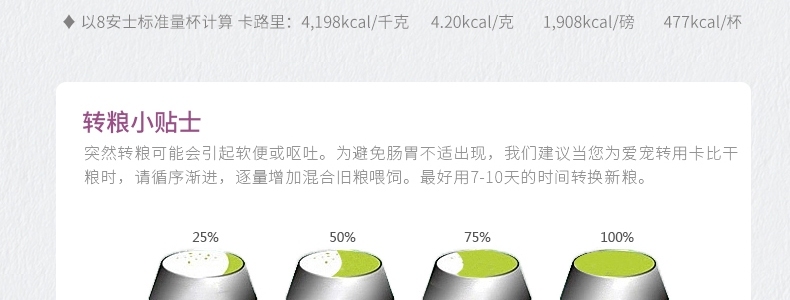 ♦ 以8安士标准量杯计算 卡路里：4,198kcal/千克 4.20kcal/克 1,908kcal/磅 477kcal/杯
转粮小贴士
突然转粮可能会引起软便或呕吐。为避免肠胃不适出现，我们建议当您为爱宠转用卡比干
粮时，请循序渐进，逐量增加混合旧粮喂饲。最好用7-10天的时间转换新粮。
25% 50% 75% 100%